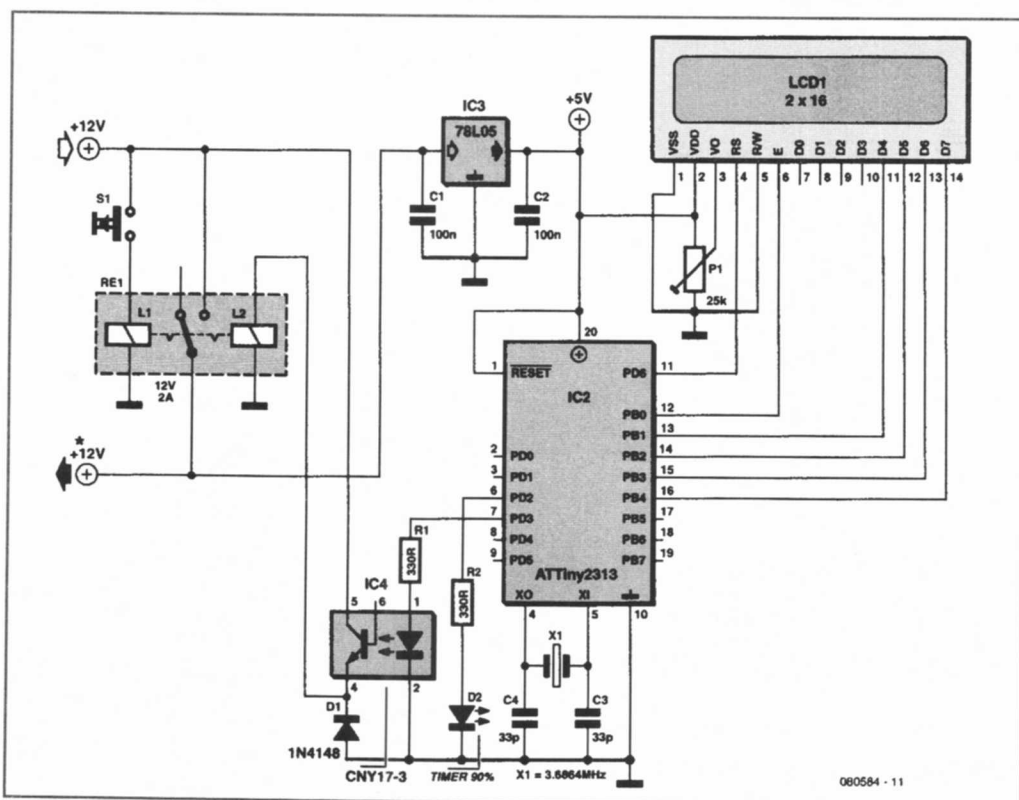 LCD1
2 x 16
VSS VDD VO RS R/W E D0 D1 D2 D3 D4 D5 D6 D7
1 2 3 4 5 6 7 8 9 10 11 12 13 14
+5V
IC3
78L05
+12V
C1
100n
C2
100n
S1
P1
25k
RE1
L1
L2
12V
2A
*
+12V
20
1 RESET
IC2
PD6 11
PB0 12
PB1 13
2 PD0
PB2 14
3 PD1
PB3 15
6 PD2
PB4 16
7 PD3
PB5 17
8 PD4
PB6 18
9 PD5
PB7 19
ATTiny2313
XO XI
4 5 10
R1
330R
R2
330R
IC4
5 6 1
4 2
X1
C4
33p
C3
33p
D1
1N4148
D2
CNY17-3
TIMER 90%
X1 = 3.6864MHz
080584 - 11